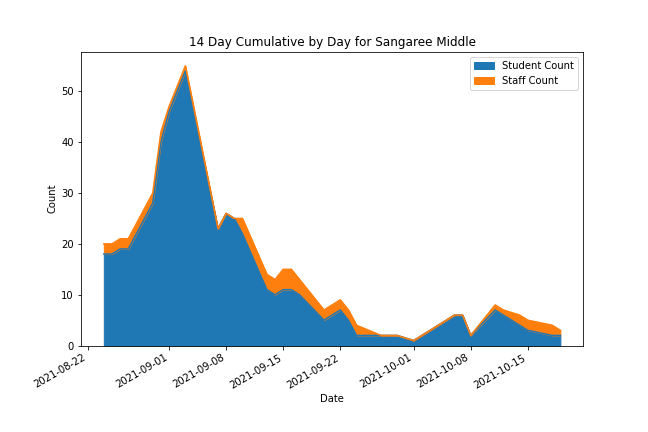 14 Day Cumulative by Day for Sangaree Middle
Student Count
Staff Count
50
40
30
20
10
0
Count
2021-08-22
2021-09-01
2021-09-08
2021-09-15
2021-09-22
2021-10-01
2021-10-08
2021-10-15
Date